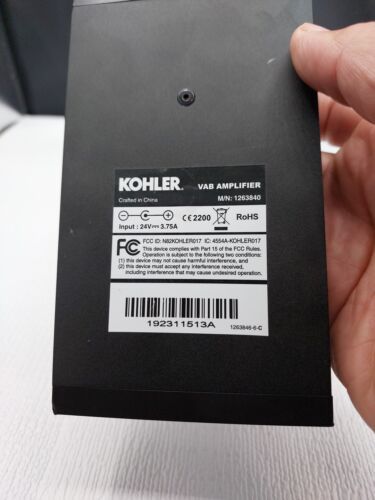 KOHLER. VAB AMPLIFIER
Crafted in China M/N: 1263840
Input : 24V⎓ 3.75A CE2200 RoHS
FC FCC ID: N82KOHLER017 IC: 4554A-KOHLER017
This device complies with Part 15 of the FCC Rules.
Operation is subject to the following two conditions:
(1) this device may not cause harmful interference, and
(2) this device must accept any interference received,
including interference that may cause undesired operation.
192311513A
1263846-6-C